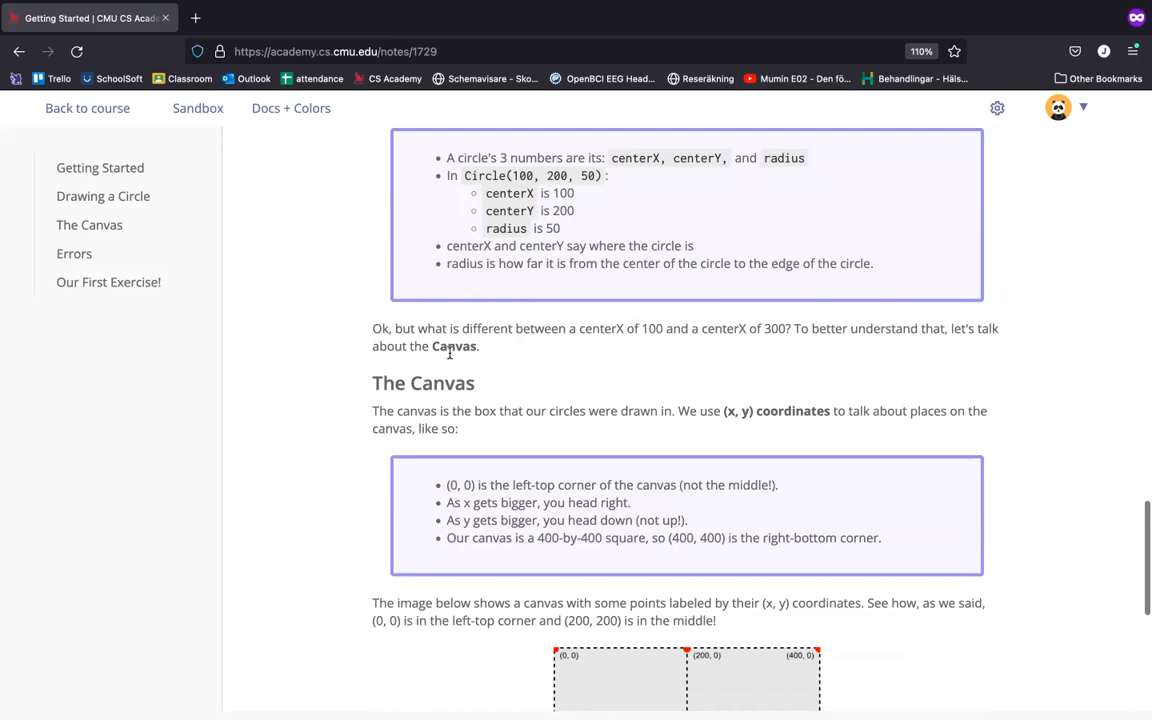 Getting Started | CMU CS Acad
https://academy.cs.cmu.edu/notes/1729
110%
J
Trello
SchoolSoft
Classroom
Outlook
attendance
CS Academy
Schemavisare - Sko...
OpenBCI EEG Head...
Reseräkning
Mumin E02 - Den fö...
Behandlingar - Häls...
Other Bookmarks
Back to course
Sandbox
Docs + Colors
Getting Started
Drawing a Circle
The Canvas
Errors
Our First Exercise!
• A circle's 3 numbers are its: centerX, centerY, and radius
• In Circle(100, 200, 50) :
centerX is 100
centerY is 200
radius is 50
• centerX and centerY say where the circle is
• radius is how far it is from the center of the circle to the edge of the circle.
Ok, but what is different between a centerX of 100 and a centerX of 300? To better understand that, let's talk
about the Canvas.
The Canvas
The canvas is the box that our circles were drawn in. We use (x, y) coordinates to talk about places on the
canvas, like so:
• (0, 0) is the left-top corner of the canvas (not the middle!).
• As x gets bigger, you head right.
• As y gets bigger, you head down (not up!).
• Our canvas is a 400-by-400 square, so (400, 400) is the right-bottom corner.
The image below shows a canvas with some points labeled by their (x, y) coordinates. See how, as we said,
(0, 0) is in the left-top corner and (200, 200) is in the middle!
(0, 0)
(200, 0)
(400, 0)